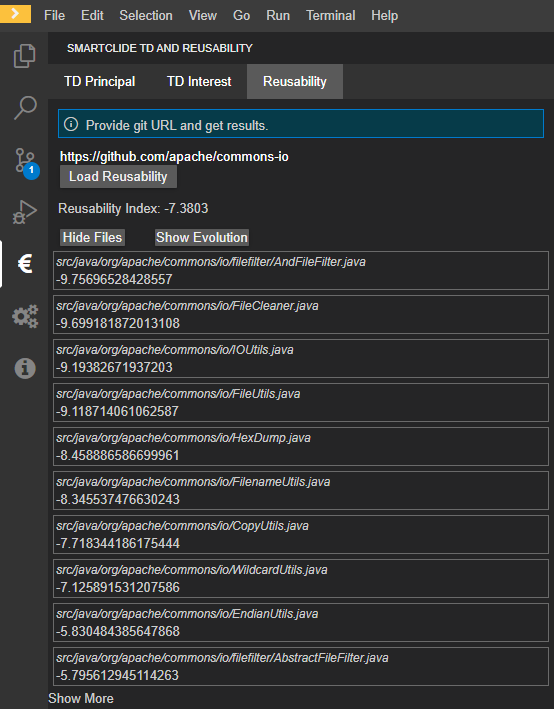 File Edit Selection View Go Run Terminal Help
SMARTCLIDE TD AND REUSABILITY
TD Principal TD Interest Reusability
Provide git URL and get results.
https://github.com/apache/commons-io
Load Reusability
1
Reusability Index: -7.3803
Hide Files Show Evolution
€
src/java/org/apache/commons/io/filefilter/AndFileFilter.java
-9.75696528428557
src/java/org/apache/commons/io/FileCleaner.java
-9.699181872013108
src/java/org/apache/commons/io/IOUtils.java
-9.19382671937203
src/java/org/apache/commons/io/FileUtils.java
-9.118714061062587
src/java/org/apache/commons/io/HexDump.java
-8.458886586699961
src/java/org/apache/commons/io/FilenameUtils.java
-8.345537476630243
src/java/org/apache/commons/io/CopyUtils.java
-7.718344186175444
src/java/org/apache/commons/io/WildcardUtils.java
-7.125891531207586
src/java/org/apache/commons/io/EndianUtils.java
-5.830484385647868
src/java/org/apache/commons/io/filefilter/AbstractFileFilter.java
-5.795612945114263
Show More